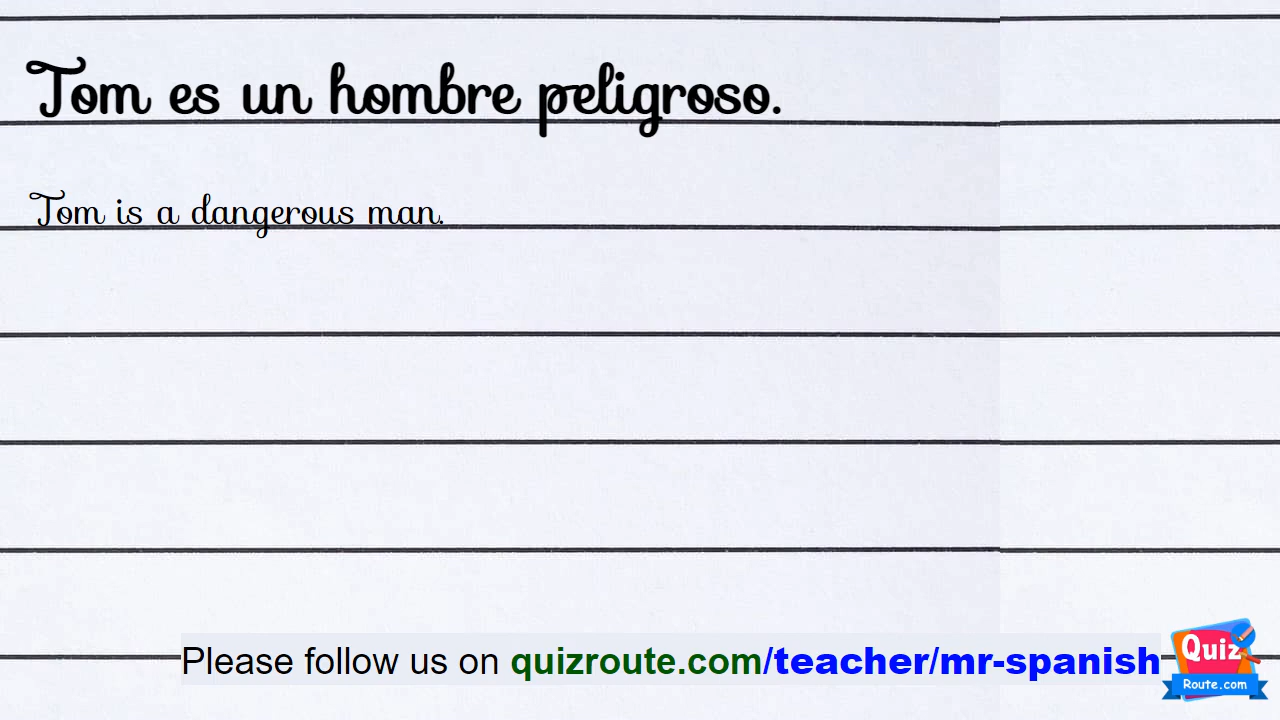 Tom es un hombre peligroso.
Tom is a dangerous man.
Please follow us on quizroute.com/teacher/mr-spanish
Quiz
Route.com